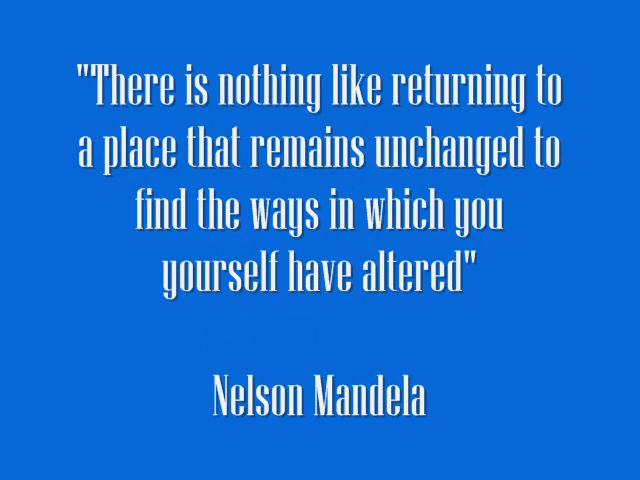 "There is nothing like returning to
a place that remains unchanged to
find the ways in which you
yourself have altered"
Nelson Mandela